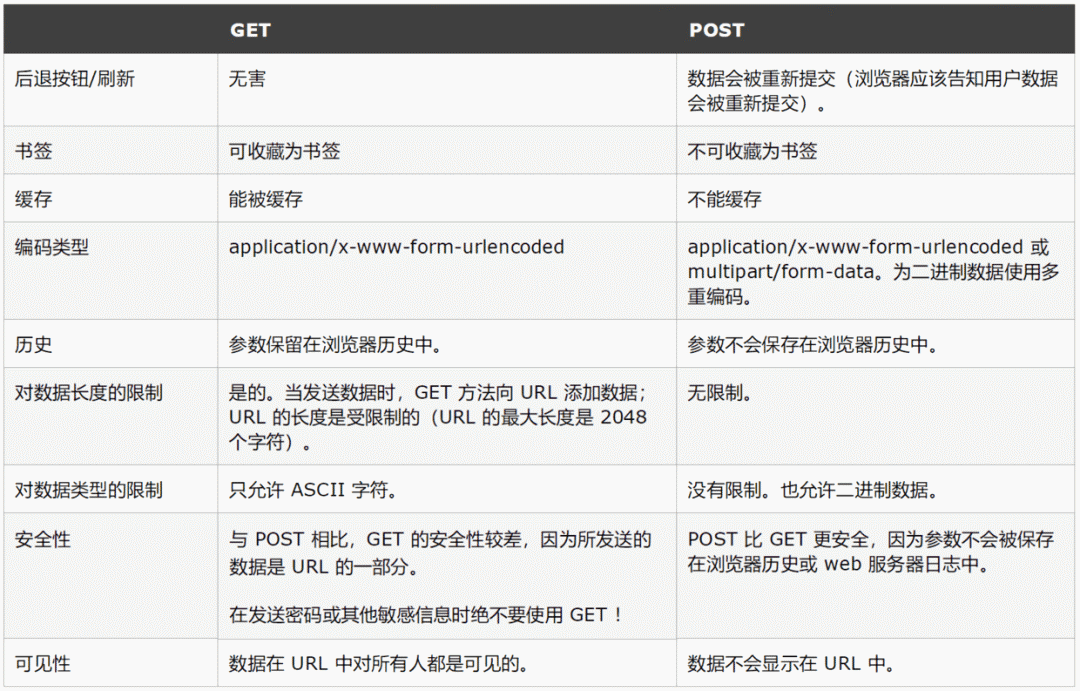 GET
POST
后退按钮/刷新
无害
数据会被重新提交（浏览器应该告知用户数据
会被重新提交）。
书签
可收藏为书签
不可收藏为书签
缓存
能被缓存
不能缓存
编码类型
application/x-www-form-urlencoded
application/x-www-form-urlencoded 或
multipart/form-data。为二进制数据使用多
重编码。
历史
参数保留在浏览器历史中。
参数不会保存在浏览器历史中。
对数据长度的限制
是的。当发送数据时，GET 方法向 URL 添加数据；
URL 的长度是受限制的（URL 的最大长度是 2048
个字符）。
无限制。
对数据类型的限制
只允许 ASCII 字符。
没有限制。也允许二进制数据。
安全性
与 POST 相比，GET 的安全性较差，因为所发送的
数据是 URL 的一部分。
在发送密码或其他敏感信息时绝不要使用 GET ！
POST 比 GET 更安全，因为参数不会被保存
在浏览器历史或 web 服务器日志中。
可见性
数据在 URL 中对所有人都是可见的。
数据不会显示在 URL 中。